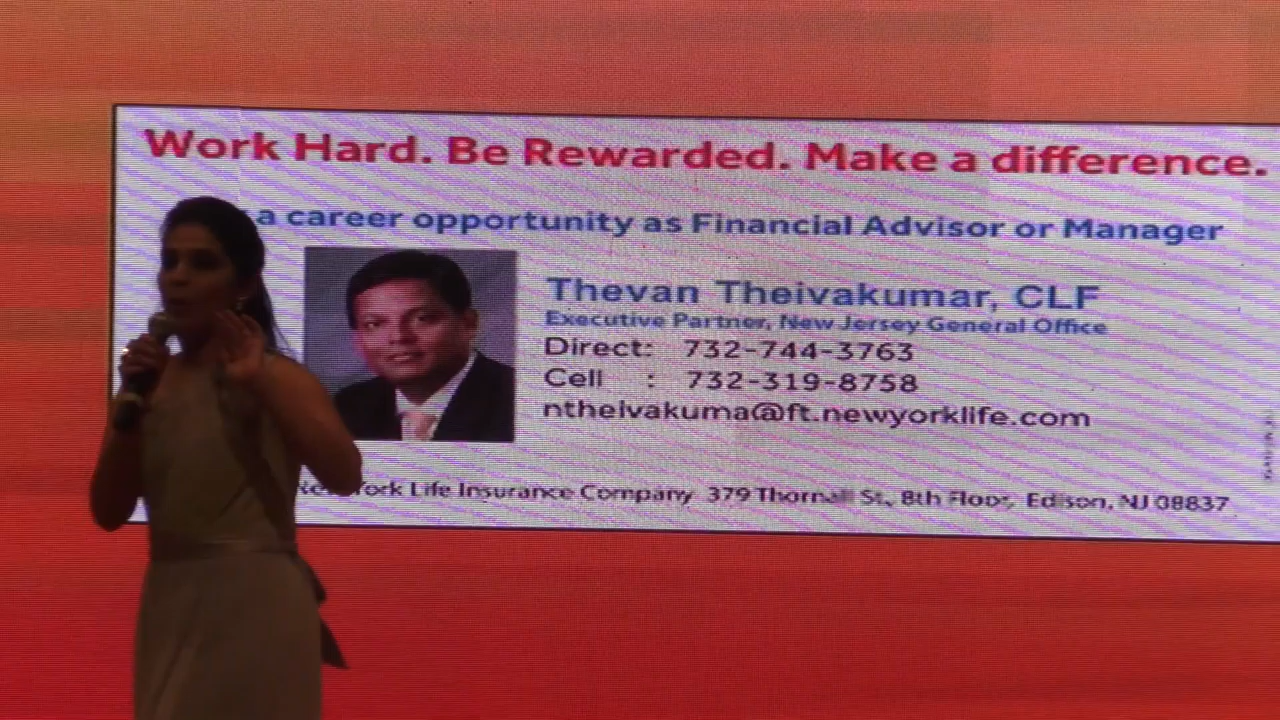 Work Hard. Be Rewarded. Make a difference.
a career opportunity as Financial Advisor or Manager
Thevan Theivakumar, CLF
Executive Partner, New Jersey General Office
Direct: 732-744-3763
Cell : 732-319-8758
ntheivakuma@ft.newyorklife.com
New York Life Insurance Company 379 Thornall St., 8th Floor, Edison, NJ 08837